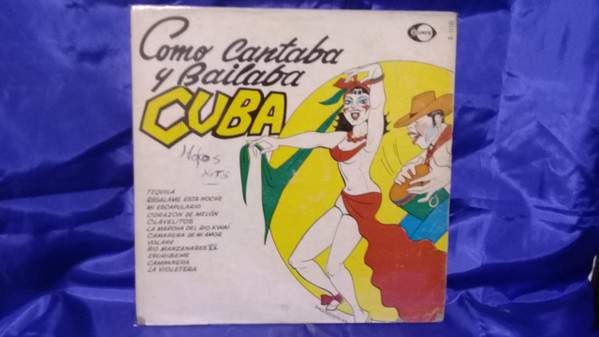 Como Cantaba
y Bailaba
CUBA
TEQUILA
REGALAME ESTA NOCHE
MI ESCAPULARIO
CORAZON DE MELÓN
CLAVELITOS
LA MARCHA DEL RIO KWAI
CAMARERA DE MI AMOR
VOLARE
RIO MANZANARES
ESCRIBEME
CAMPANERA
LA VIOLETERA